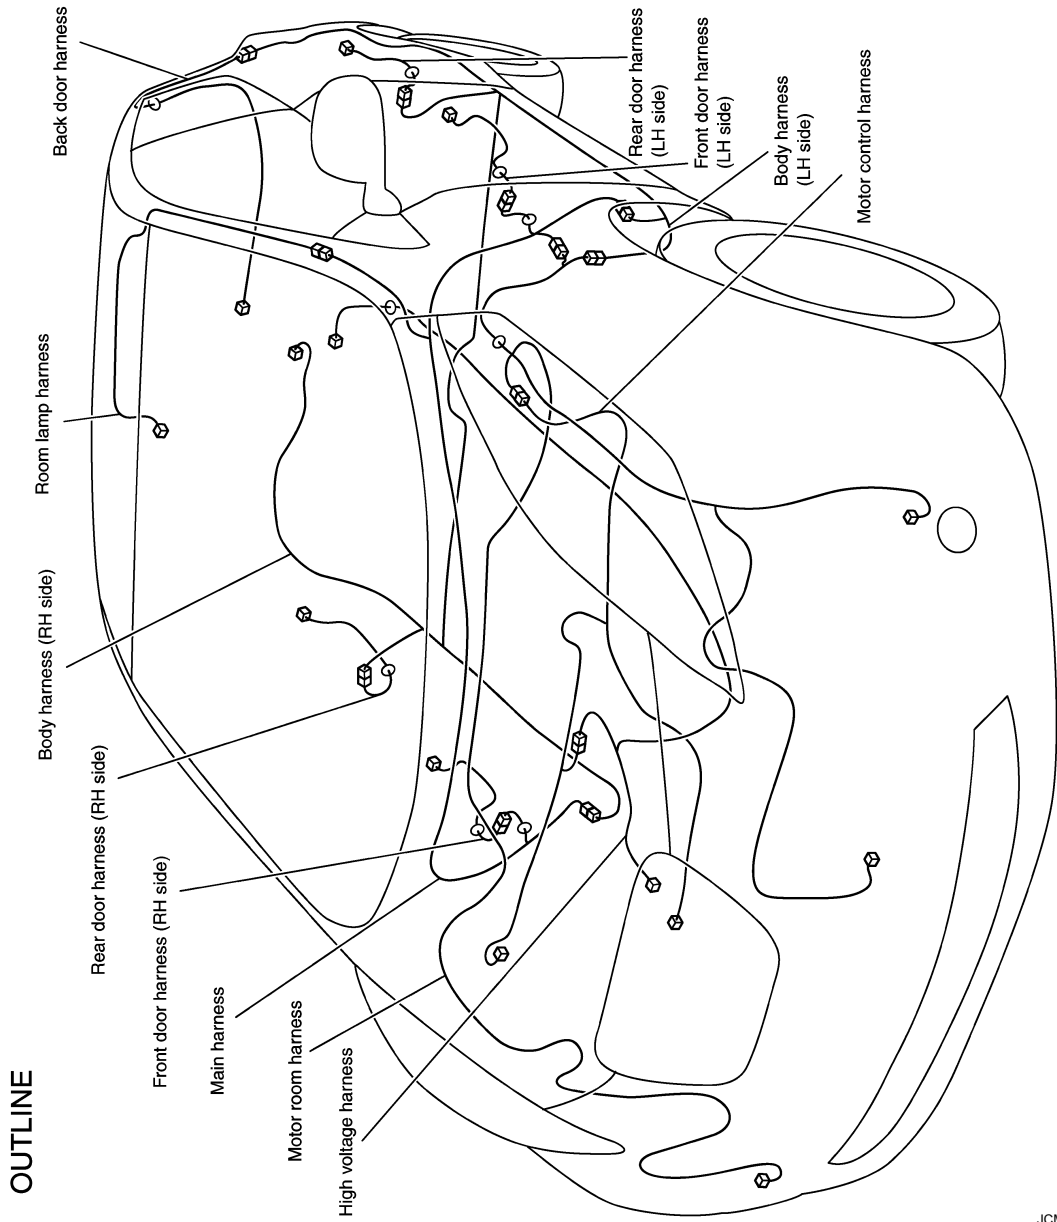 OUTLINE
Back door harness
Room lamp harness
Body harness (RH side)
Rear door harness (RH side)
Front door harness (RH side)
Main harness
Motor room harness
High voltage harness
Rear door harness
(LH side)
Front door harness
(LH side)
Body harness
(LH side)
Motor control harness